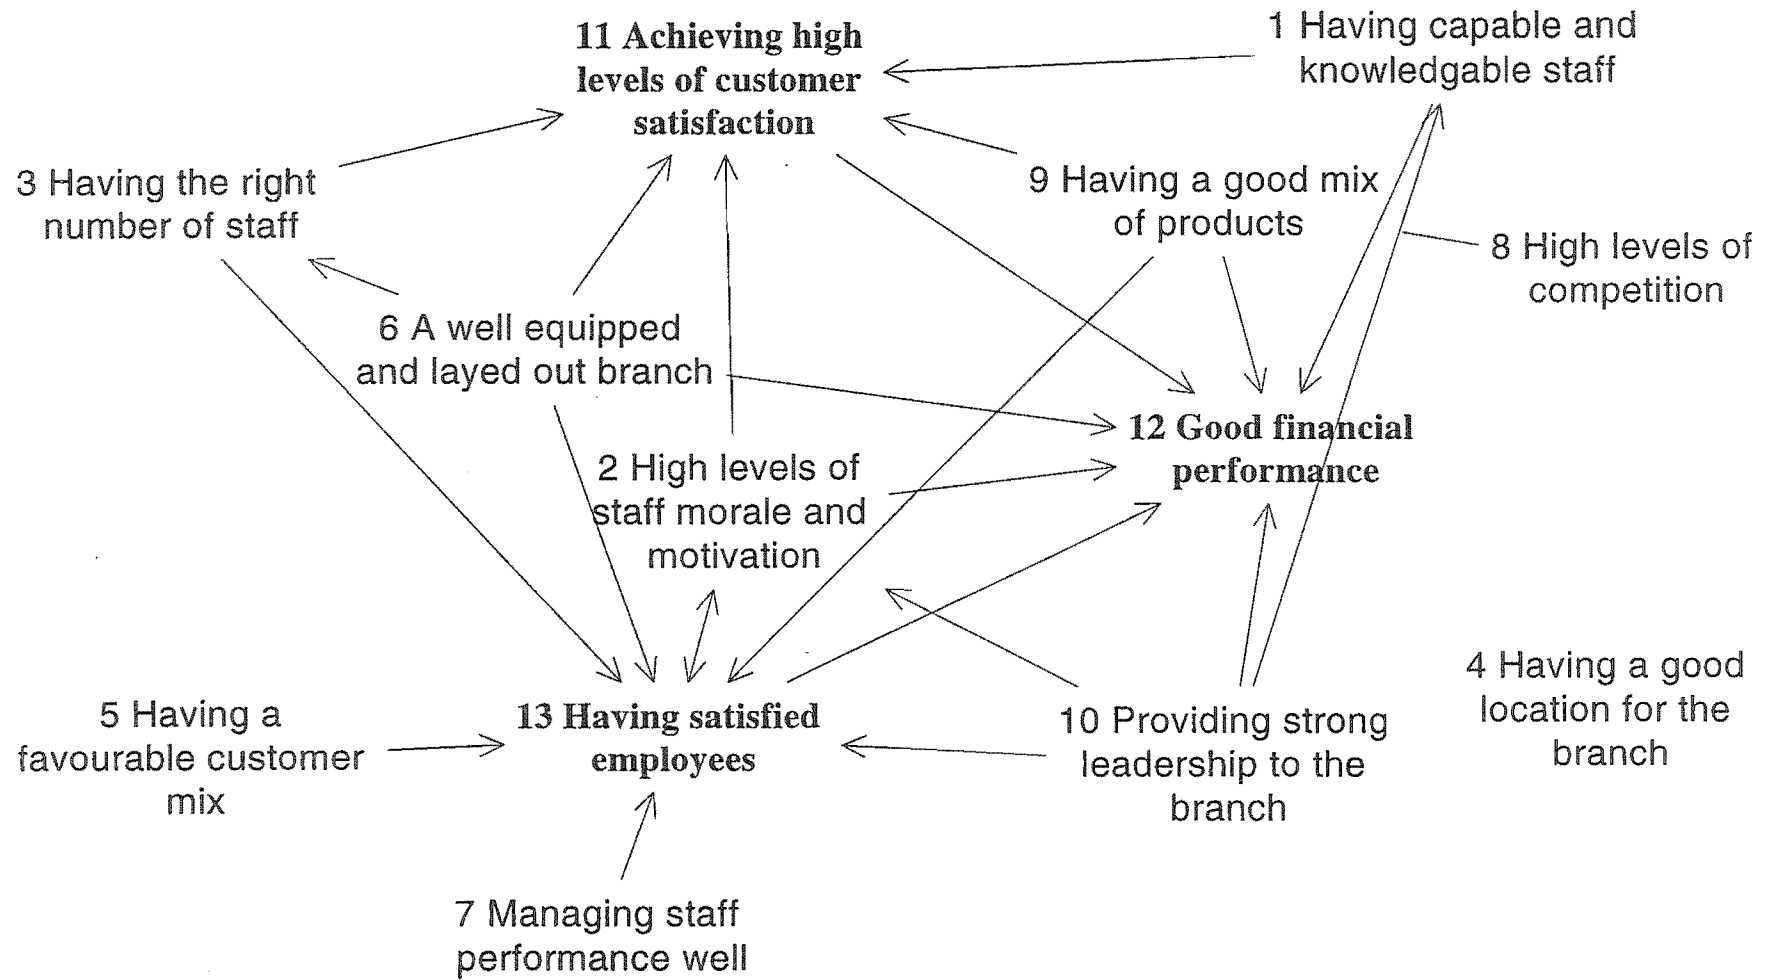 11 Achieving high
levels of customer
satisfaction
1 Having capable and
knowledgable staff
3 Having the right
number of staff
9 Having a good mix
of products
8 High levels of
competition
6 A well equipped
and layed out branch
12 Good financial
performance
2 High levels of
staff morale and
motivation
4 Having a good
location for the
branch
5 Having a
favourable customer
mix
13 Having satisfied
employees
10 Providing strong
leadership to the
branch
7 Managing staff
performance well